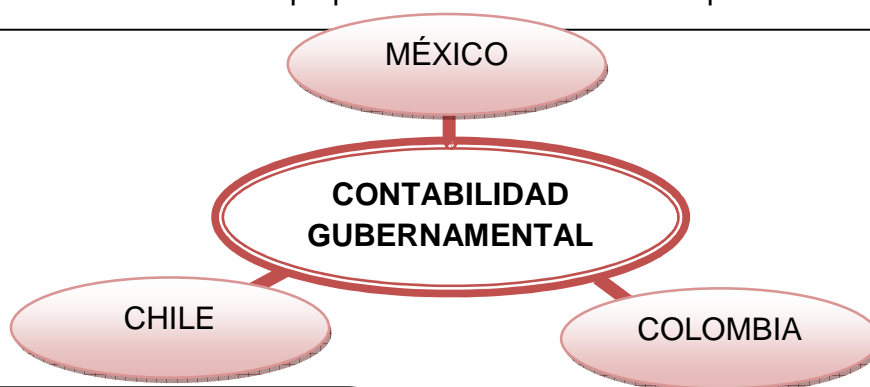 MÉXICO
CONTABILIDAD
GUBERNAMENTAL
CHILE
COLOMBIA